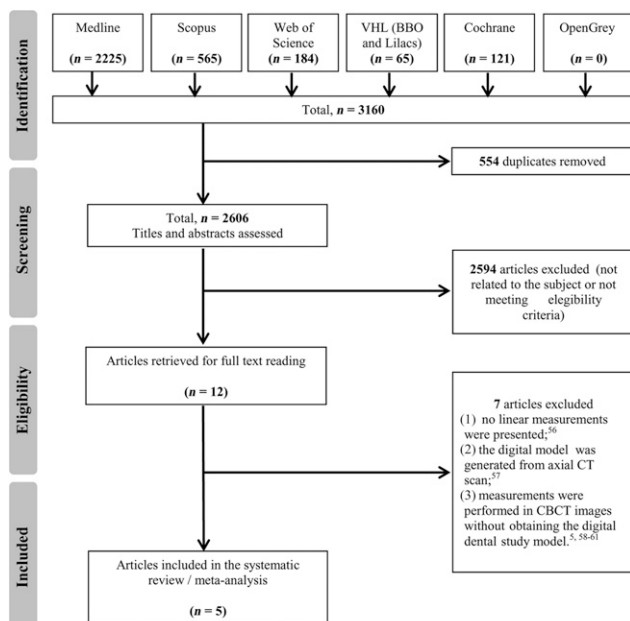 Identification
Medline
(n = 2225)
Scopus
(n = 565)
Web of
Science
(n = 184)
VHL (BBO
and Lilacs)
(n = 65)
Cochrane
(n = 121)
OpenGrey
(n = 0)
Total, n = 3160
554 duplicates removed
Screening
Total, n = 2606
Titles and abstracts assessed
2594 articles excluded (not
related to the subject or not
meeting elegibility
criteria)
Eligibility
Articles retrieved for full text reading
(n = 12)
7 articles excluded
(1) no linear measurements
were presented;56
(2) the digital model was
generated from axial CT
scan;57
(3) measurements were
performed in CBCT images
without obtaining the digital
dental study model.5, 58-61
Included
Articles included in the systematic
review / meta-analysis
(n = 5)